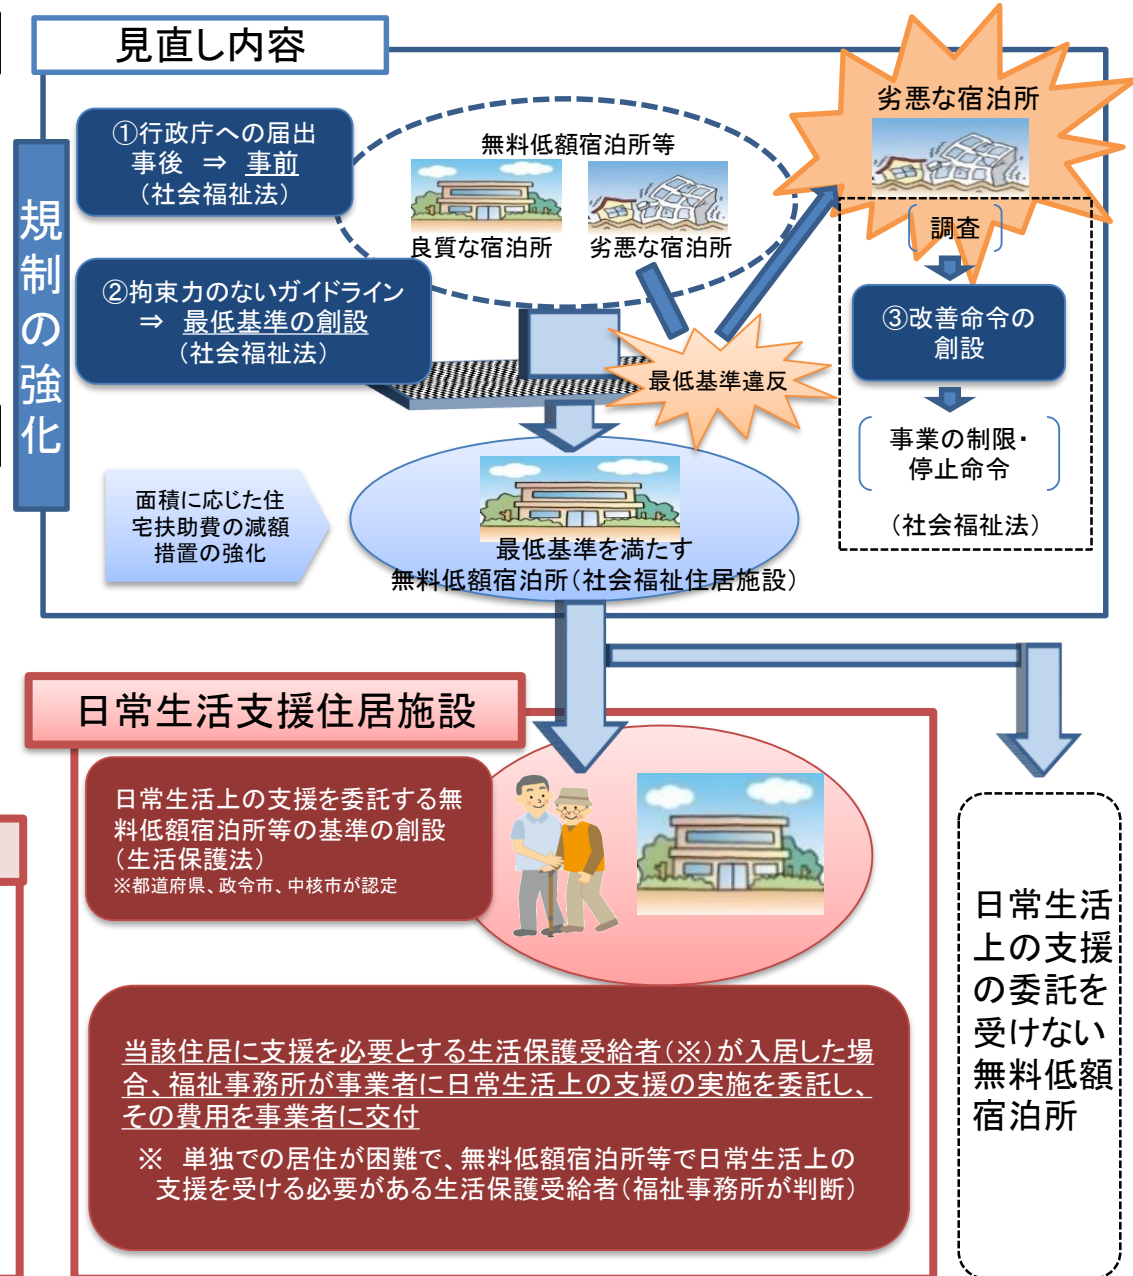 見直し内容
規制の強化
①行政庁への届出
事後 ⇒ 事前
(社会福祉法)
無料低額宿泊所等
良質な宿泊所
劣悪な宿泊所
②拘束力のないガイドライン
⇒ 最低基準の創設
(社会福祉法)
最低基準違反
劣悪な宿泊所
調査
③改善命令の
創設
事業の制限・
停止命令
(社会福祉法)
面積に応じた住
宅扶助費の減額
措置の強化
最低基準を満たす
無料低額宿泊所(社会福祉住居施設)
日常生活支援住居施設
日常生活上の支援を委託する無
料低額宿泊所等の基準の創設
(生活保護法)
※都道府県、政令市、中核市が認定
当該住居に支援を必要とする生活保護受給者(※)が入居した場
合、福祉事務所が事業者に日常生活上の支援の実施を委託し、
その費用を事業者に交付
※ 単独での居住が困難で、無料低額宿泊所等で日常生活上の
支援を受ける必要がある生活保護受給者(福祉事務所が判断)
日常生活
上の支援
の委託を
受けない
無料低額
宿泊所